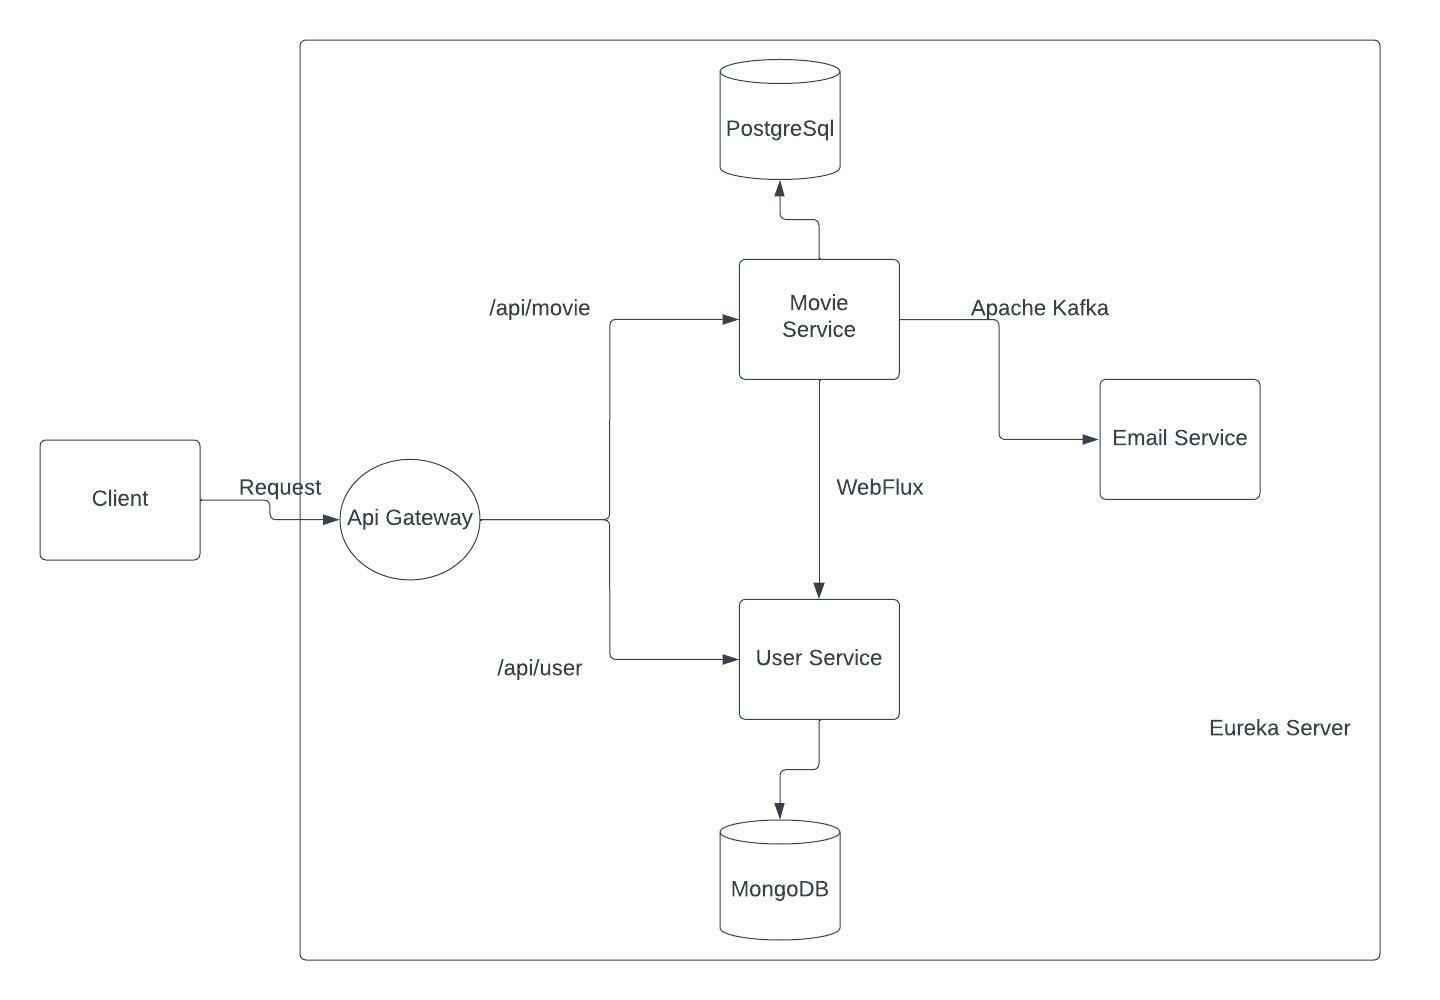 PostgreSql
/api/movie
Movie
Service
Apache Kafka
Email Service
Client
Request
Api Gateway
WebFlux
/api/user
User Service
Eureka Server
MongoDB